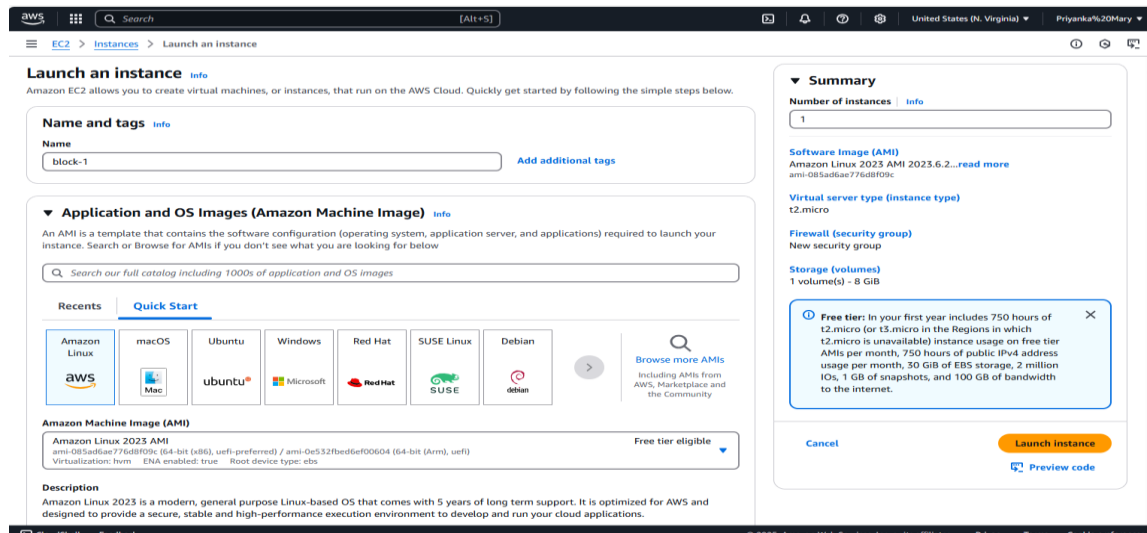 aws
Search
[Alt+S]
United States (N. Virginia) ▼
Priyanka%20Mary ▼
EC2 > Instances > Launch an instance
Launch an instance Info
Amazon EC2 allows you to create virtual machines, or instances, that run on the AWS Cloud. Quickly get started by following the simple steps below.
Name and tags Info
Name
block-1
Add additional tags
▼ Application and OS Images (Amazon Machine Image) Info
An AMI is a template that contains the software configuration (operating system, application server, and applications) required to launch your
instance. Search or Browse for AMIs if you don't see what you are looking for below
Search our full catalog including 1000s of application and OS images
Recents
Quick Start
Amazon
Linux
aws
macOS
Mac
Ubuntu
ubuntu®
Windows
Microsoft
Red Hat
Red Hat
SUSE Linux
SUSE
Debian
debian
Browse more AMIs
Including AMIs from
AWS, Marketplace and
the Community
Amazon Machine Image (AMI)
Amazon Linux 2023 AMI
Free tier eligible
ami-085ad6ae776d8f09c (64-bit (x86), uefi-preferred) / ami-0e532fbed6ef00604 (64-bit (Arm), uefi)
Virtualization: hvm ENA enabled: true Root device type: ebs
Description
Amazon Linux 2023 is a modern, general purpose Linux-based OS that comes with 5 years of long term support. It is optimized for AWS and
designed to provide a secure, stable and high-performance execution environment to develop and run your cloud applications.
▼ Summary
Number of instances Info
1
Software Image (AMI)
Amazon Linux 2023 AMI 2023.6.2...read more
ami-085ad6ae776d8f09c
Virtual server type (instance type)
t2.micro
Firewall (security group)
New security group
Storage (volumes)
1 volume(s) - 8 GiB
Free tier: In your first year includes 750 hours of
t2.micro (or t3.micro in the Regions in which
t2.micro is unavailable) instance usage on free tier
AMIs per month, 750 hours of public IPv4 address
usage per month, 30 GiB of EBS storage, 2 million
IOs, 1 GB of snapshots, and 100 GB of bandwidth
to the internet.
Cancel
Launch instance
Preview code